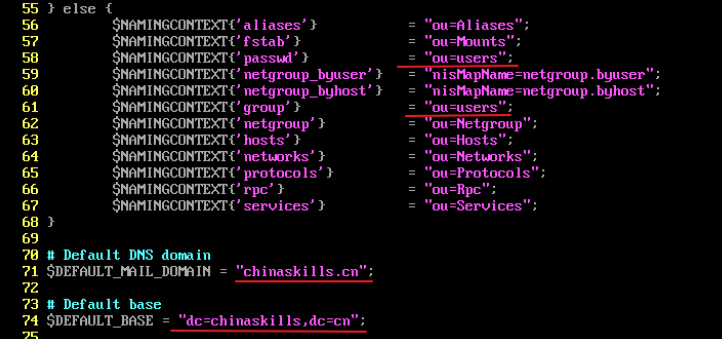 55 } else {
56         $NAMINGCONTEXT{'aliases'}           = "ou=Aliases";
57         $NAMINGCONTEXT{'fstab'}             = "ou=Mounts";
58         $NAMINGCONTEXT{'passwd'}            = "ou=users";
59         $NAMINGCONTEXT{'netgroup_byuser'}   = "nisMapName=netgroup.byuser";
60         $NAMINGCONTEXT{'netgroup_byhost'}   = "nisMapName=netgroup.byhost";
61         $NAMINGCONTEXT{'group'}             = "ou=users";
62         $NAMINGCONTEXT{'netgroup'}          = "ou=Netgroup";
63         $NAMINGCONTEXT{'hosts'}             = "ou=Hosts";
64         $NAMINGCONTEXT{'networks'}          = "ou=Networks";
65         $NAMINGCONTEXT{'protocols'}         = "ou=Protocols";
66         $NAMINGCONTEXT{'rpc'}               = "ou=Rpc";
67         $NAMINGCONTEXT{'services'}          = "ou=Services";
68 }
69
70 # Default DNS domain
71 $DEFAULT_MAIL_DOMAIN = "chinaskills.cn";
72
73 # Default base
74 $DEFAULT_BASE = "dc=chinaskills,dc=cn";
75